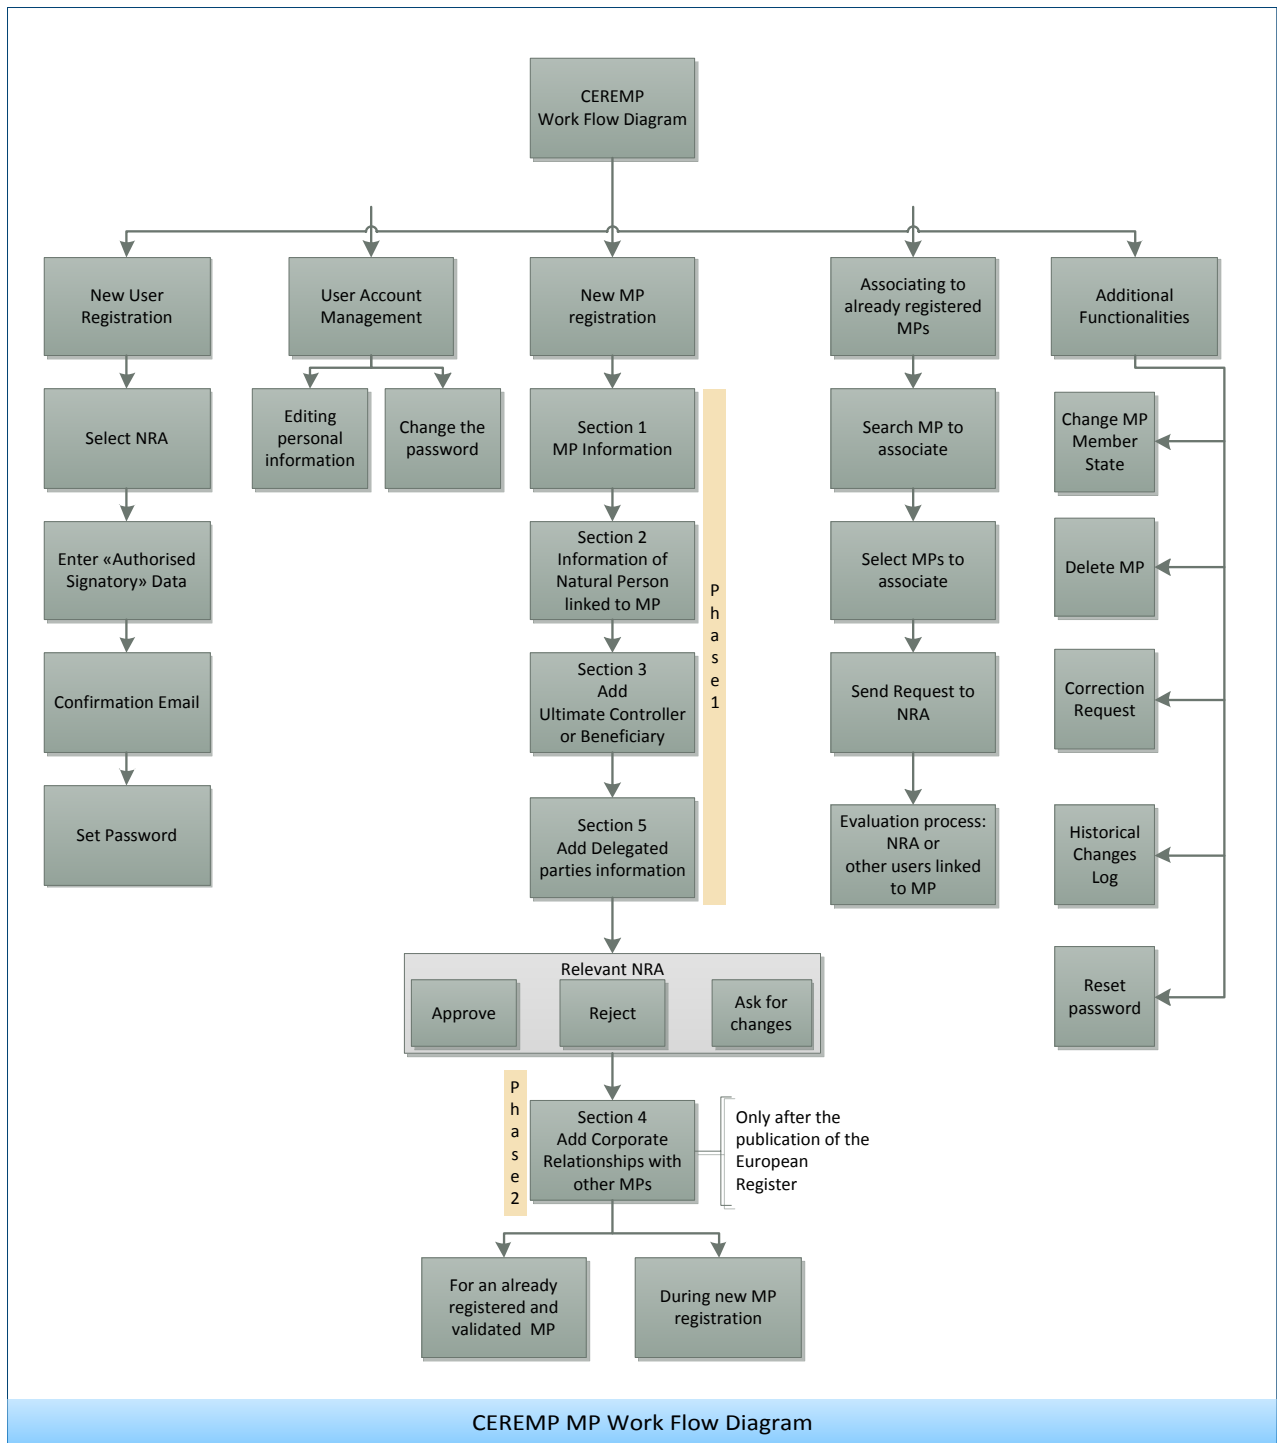 CEREMP
Work Flow Diagram
New User
Registration
User Account
Management
New MP
registration
Associating to
already registered
MPs
Additional
Functionalities
Select NRA
Editing
personal
information
Change the
password
Section 1
MP Information
Search MP to
associate
Change MP
Member
State
Enter «Authorised
Signatory» Data
Section 2
Information of
Natural Person
linked to MP
Select MPs to
associate
Delete MP
Phase1
Confirmation Email
Section 3
Add
Ultimate Controller
or Beneficiary
Send Request to
NRA
Correction
Request
Set Password
Section 5
Add Delegated
parties information
Evaluation process:
NRA or
other users linked
to MP
Historical
Changes
Log
Relevant NRA
Approve
Reject
Ask for
changes
Reset
password
Phase2
Section 4
Add Corporate
Relationships with
other MPs
Only after the
publication of the
European
Register
For an already
registered and
validated  MP
During new MP
registration
CEREMP MP Work Flow Diagram